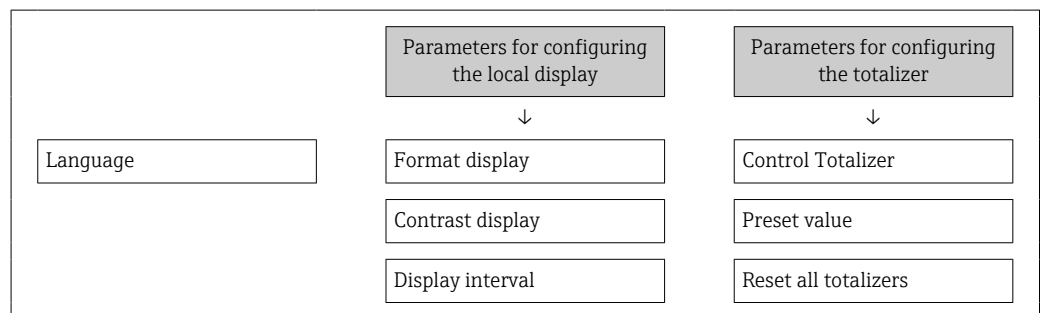 Parameters for configuring
the local display
Parameters for configuring
the totalizer
↓
↓
Language
Format display
Control Totalizer
Contrast display
Preset value
Display interval
Reset all totalizers